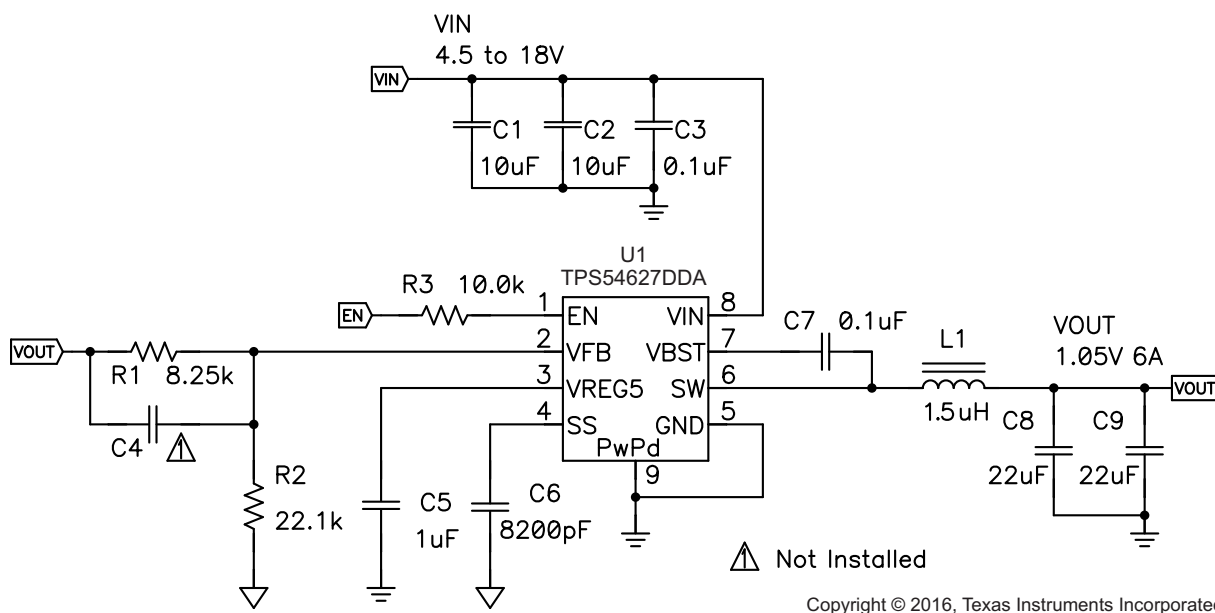 VIN
4.5 to 18V
VIN
C1
C2
C3
10uF
10uF
0.1uF
U1
TPS54627DDA
R3 10.0k
EN
1
2
3
4
EN
VFB
VREG5
SS
VIN
VBST
SW
GND
PwPd
8
7
6
5
9
VOUT
R1 8.25k
C4
1
R2
22.1k
C5
1uF
C6
8200pF
C7
0.1uF
L1
1.5uH
VOUT
1.05V 6A
VOUT
C8
22uF
C9
22uF
1 Not Installed
Copyright © 2016, Texas Instruments Incorporated